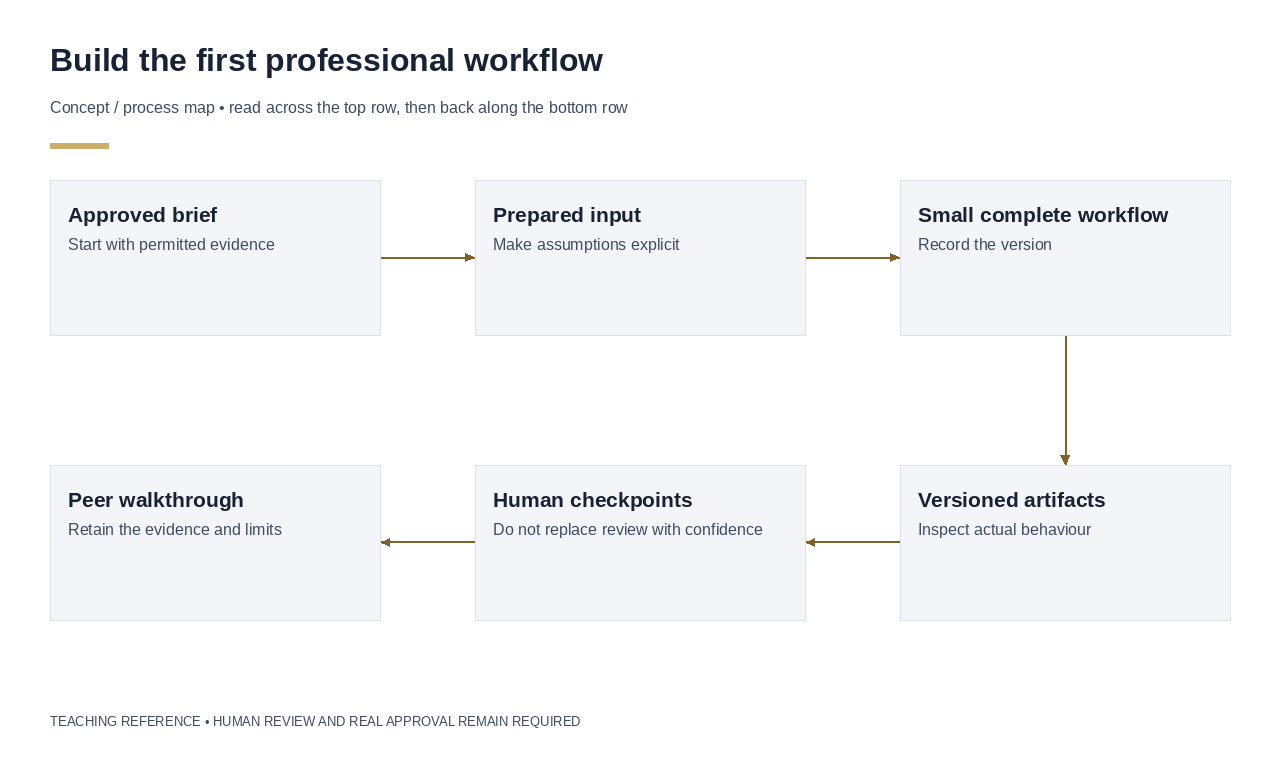 Build the first professional workflow
Concept / process map • read across the top row, then back along the bottom row
Approved brief
Start with permitted evidence
Prepared input
Make assumptions explicit
Small complete workflow
Record the version
Versioned artifacts
Inspect actual behaviour
Human checkpoints
Do not replace review with confidence
Peer walkthrough
Retain the evidence and limits
TEACHING REFERENCE • HUMAN REVIEW AND REAL APPROVAL REMAIN REQUIRED